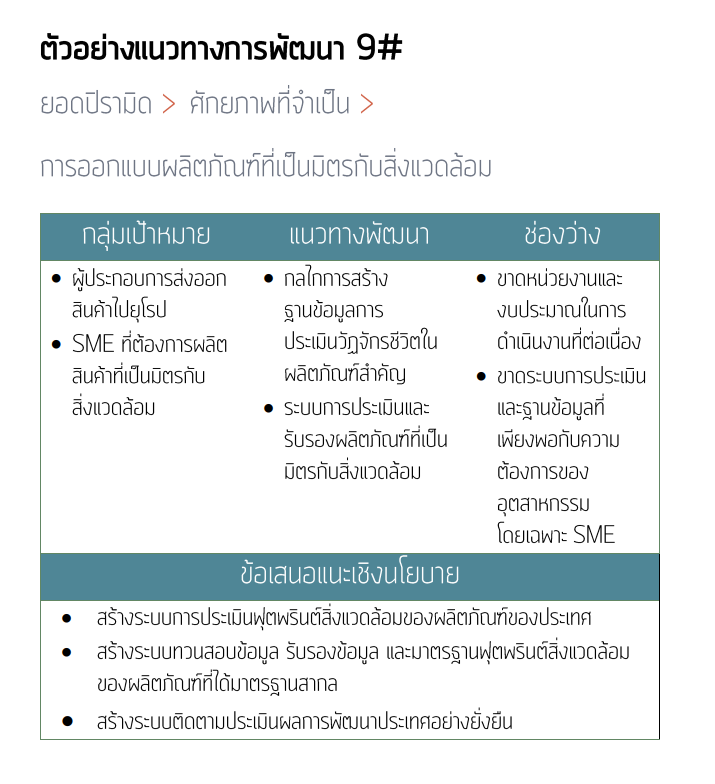 ตัวอย่างแนวทางการพัฒนา 9#
ยอดปิรามิด > ศักยภาพที่จำเป็น >
การออกแบบผลิตภัณฑ์ที่เป็นมิตรกับสิ่งแวดล้อม
กลุ่มเป้าหมาย
• ผู้ประกอบการส่งออก
สินค้าไปยุโรป
• SME ที่ต้องการผลิต
สินค้าที่เป็นมิตรกับ
สิ่งแวดล้อม
แนวทางพัฒนา
• กลไกการสร้าง
ฐานข้อมูลการ
ประเมินวัฏจักรชีวิตใน
ผลิตภัณฑ์สำคัญ
• ระบบการประเมินและ
รับรองผลิตภัณฑ์ที่เป็น
มิตรกับสิ่งแวดล้อม
ช่องว่าง
• ขาดหน่วยงานและ
งบประมาณในการ
ดำเนินงานที่ต่อเนื่อง
• ขาดระบบการประเมิน
และฐานข้อมูลที่
เพียงพอกับความ
ต้องการของ
อุตสาหกรรม
โดยเฉพาะ SME
ข้อเสนอแนะเชิงนโยบาย
• สร้างระบบการประเมินฟุตพรินต์สิ่งแวดล้อมของผลิตภัณฑ์ของประเทศ
• สร้างระบบทวนสอบข้อมูล รับรองข้อมูล และมาตรฐานฟุตพรินต์สิ่งแวดล้อม
ของผลิตภัณฑ์ที่ได้มาตรฐานสากล
• สร้างระบบติดตามประเมินผลการพัฒนาประเทศอย่างยั่งยืน